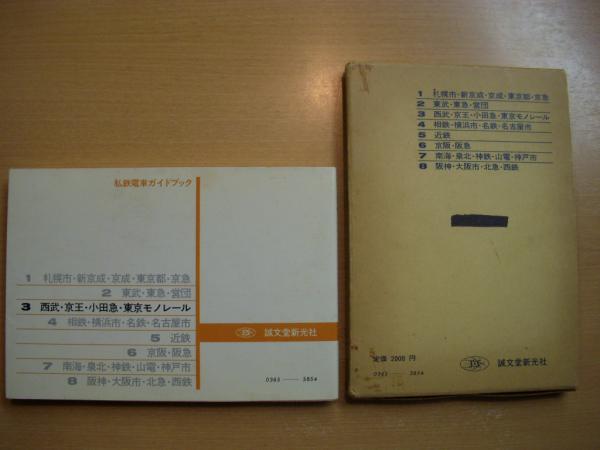 私鉄電車ガイドブック
1 札幌市・新京成・京成・東京都・京急
2 東武・東急・営団
3 西武・京王・小田急・東京モノレール
4 相鉄・横浜市・名鉄・名古屋市
5 近鉄
6 京阪・阪急
7 南海・泉北・神鉄・山電・神戸市
8 阪神・大阪市・北急・西鉄
誠文堂新光社
0363 —— 3854
1 札幌市・新京成・京成・東京都・京急
2 東武・東急・営団
3 西武・京王・小田急・東京モノレール
4 相鉄・横浜市・名鉄・名古屋市
5 近鉄
6 京阪・阪急
7 南海・泉北・神鉄・山電・神戸市
8 阪神・大阪市・北急・西鉄
定価 2000 円
誠文堂新光社
0363 —— 3854